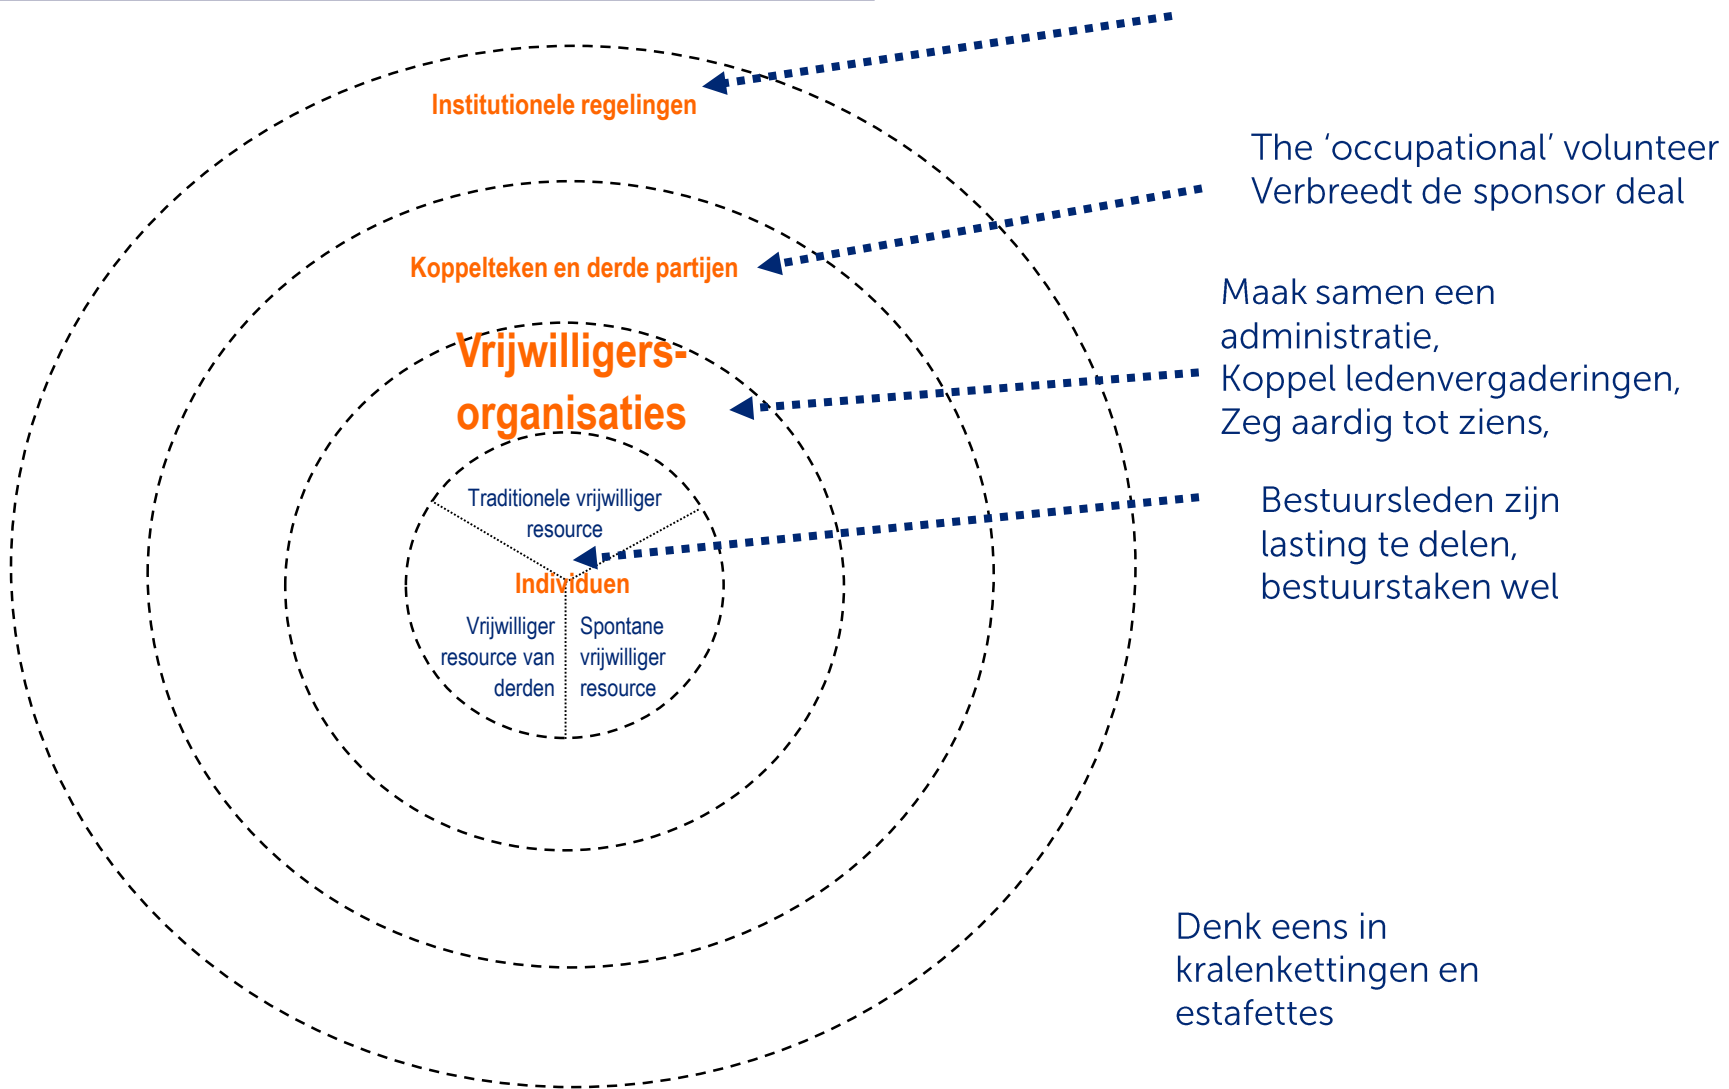 Institutionele regelingen
The ‘occupational’ volunteer
Verbreedt de sponsor deal
Koppelteken en derde partijen
Maak samen een
administratie,
Koppel ledenvergaderingen,
Zeg aardig tot ziens,
Vrijwilligers-
organisaties
Traditionele vrijwilliger
resource
Bestuursleden zijn
lasting te delen,
bestuurstaken wel
Individuen
Vrijwilliger
resource van
derden
Spontane
vrijwilliger
resource
Denk eens in
kralenkettingen en
estafettes